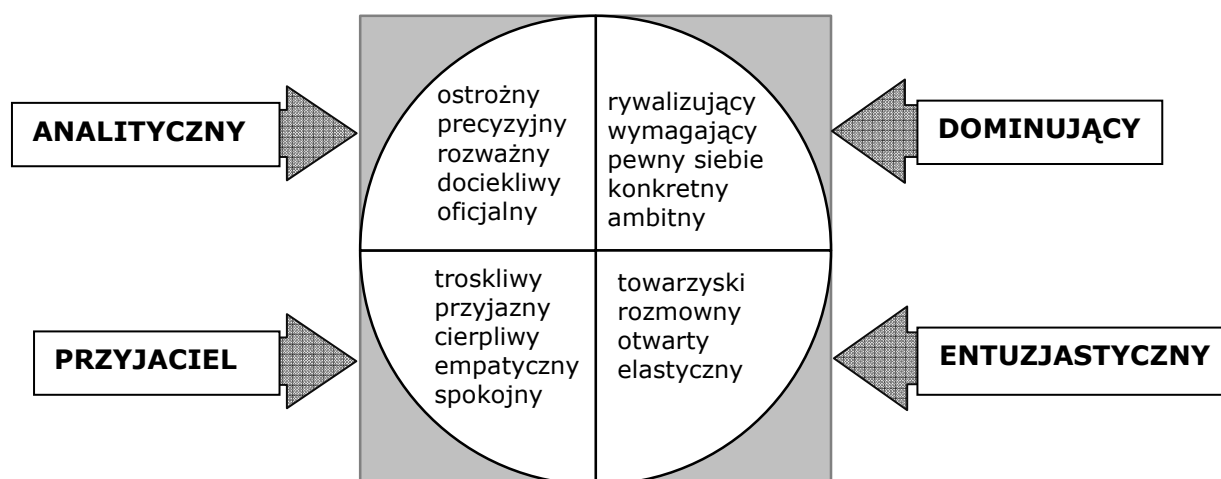 ANALITYCZNY
ostrożny
precyzyjny
rozważny
dociekliwy
oficjalny
rywalizujący
wymagający
pewny siebie
konkretny
ambitny
DOMINUJĄCY
PRZYJACIEL
troskliwy
przyjazny
cierpliwy
empatyczny
spokojny
towarzyski
rozmowny
otwarty
elastyczny
ENTUZJASTYCZNY